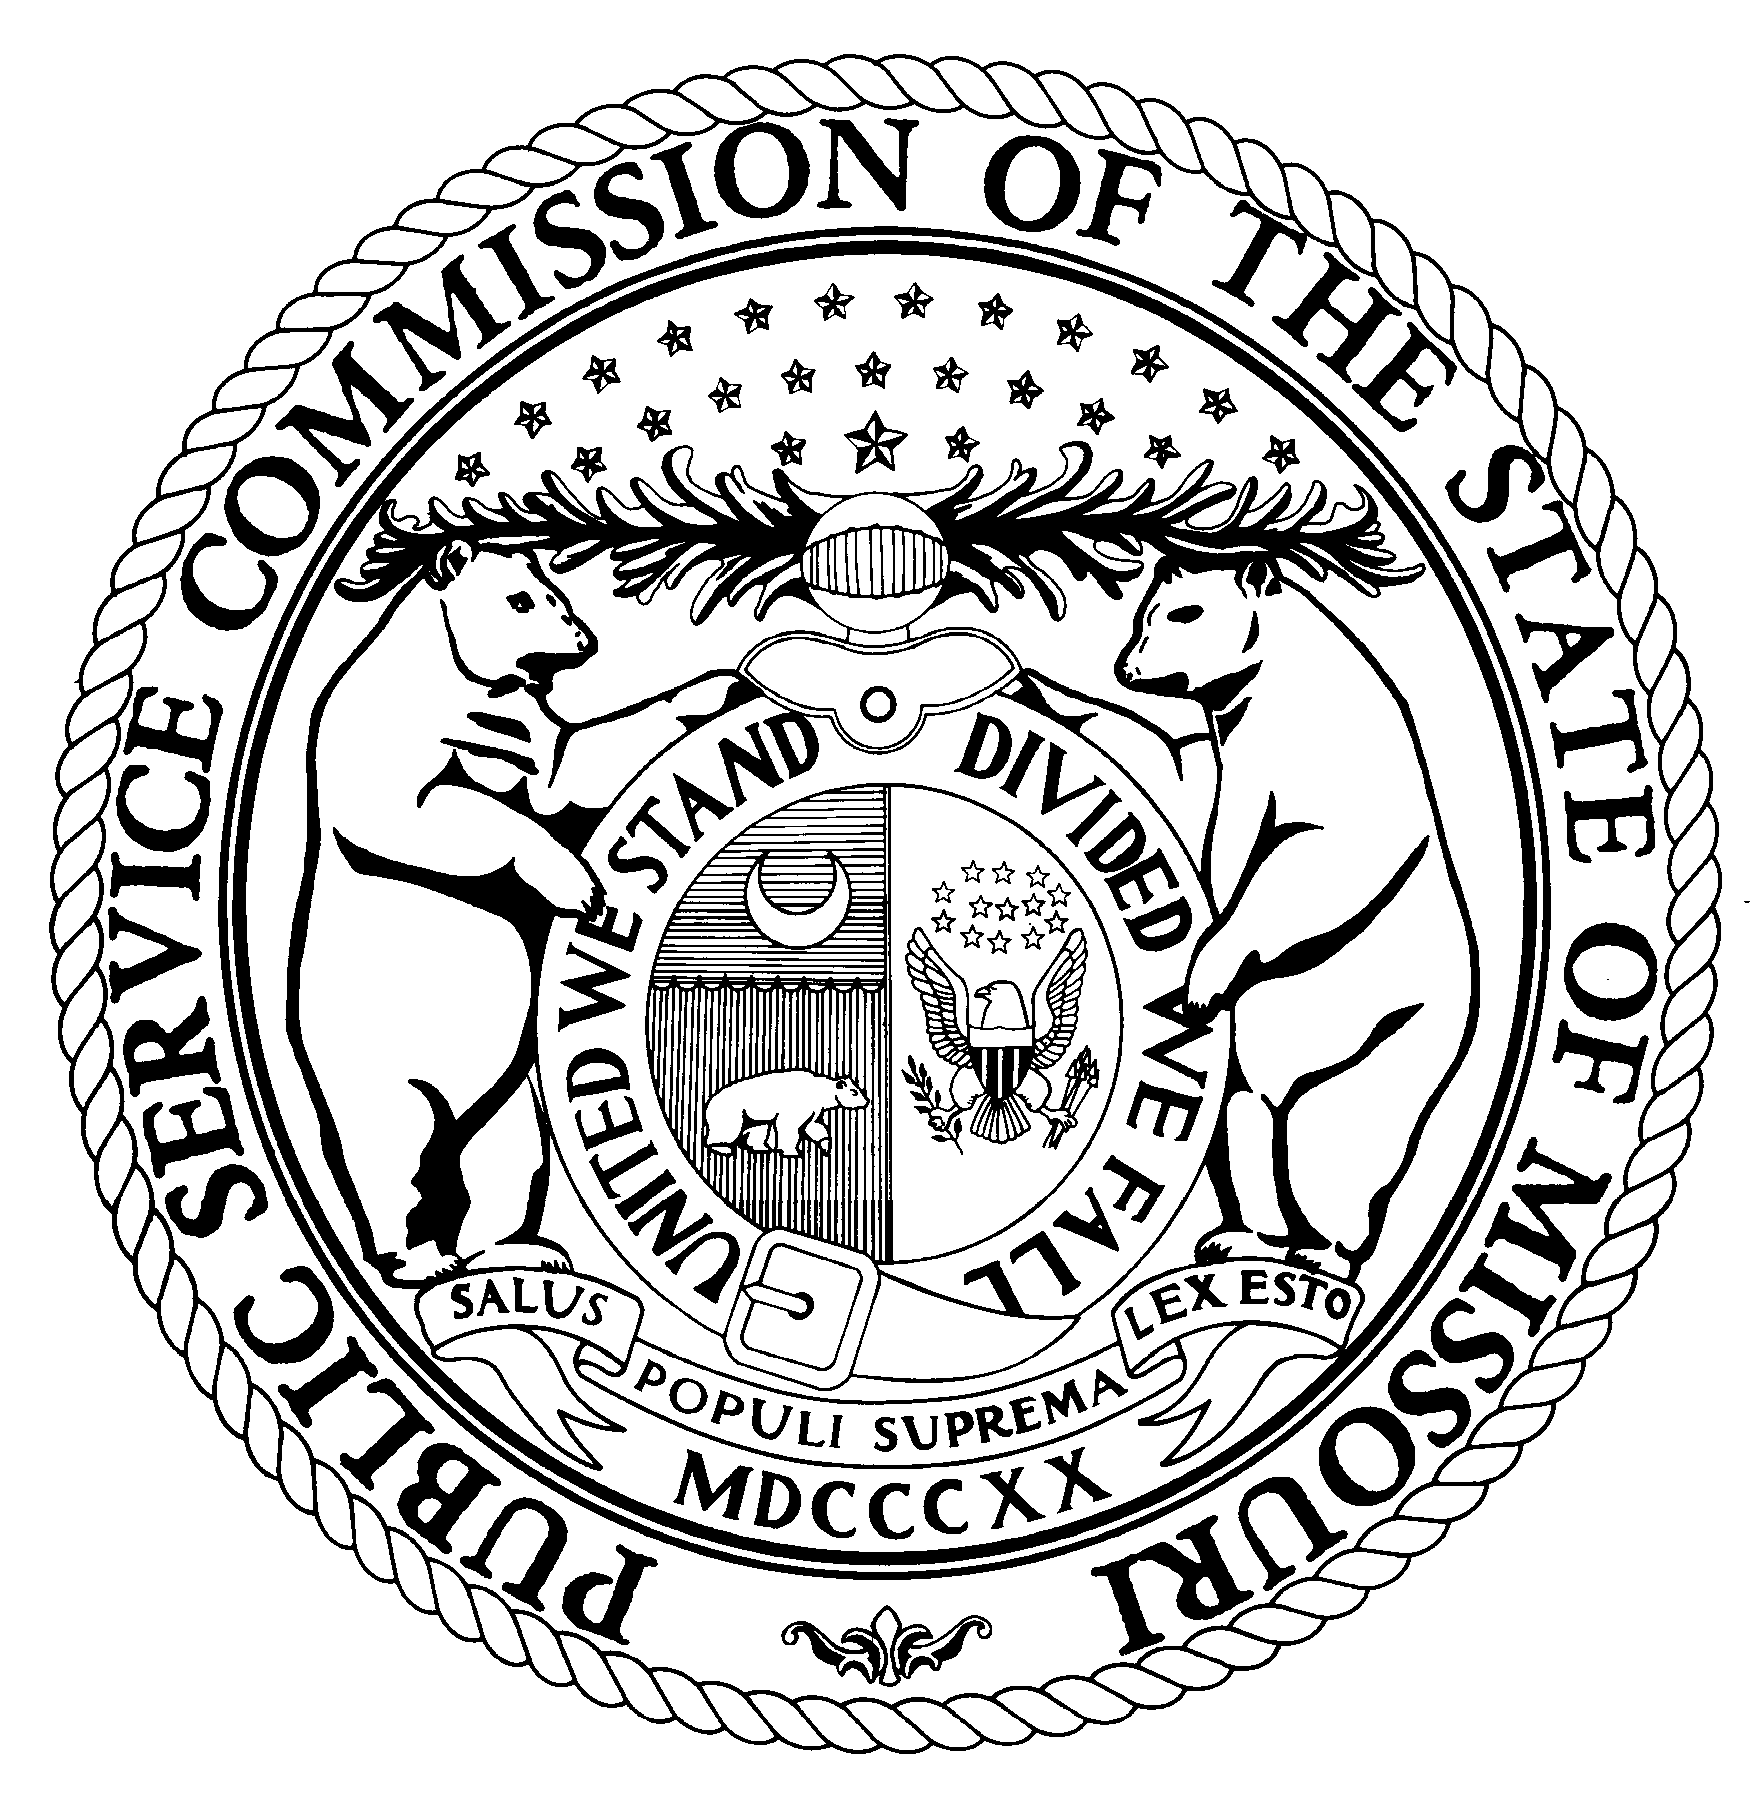 PUBLIC SERVICE COMMISSION OF THE STATE OF MISSOURI
UNITED WE STAND DIVIDED WE FALL
SALUS POPULI SUPREMA LEX ESTO
MDCCCXX